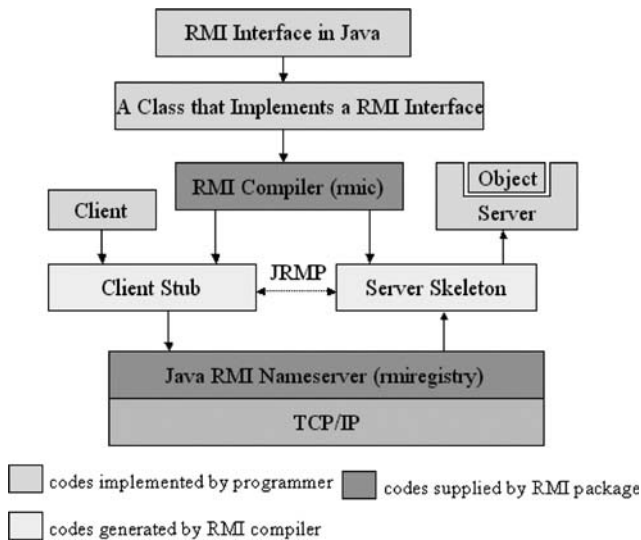 RMI Interface in Java
A Class that Implements a RMI Interface
RMI Compiler (rmic)
Object
Server
Client
JRMP
Client Stub
Server Skeleton
Java RMI Nameserver (rmiregistry)
TCP/IP
codes implemented by programmer
codes supplied by RMI package
codes generated by RMI compiler